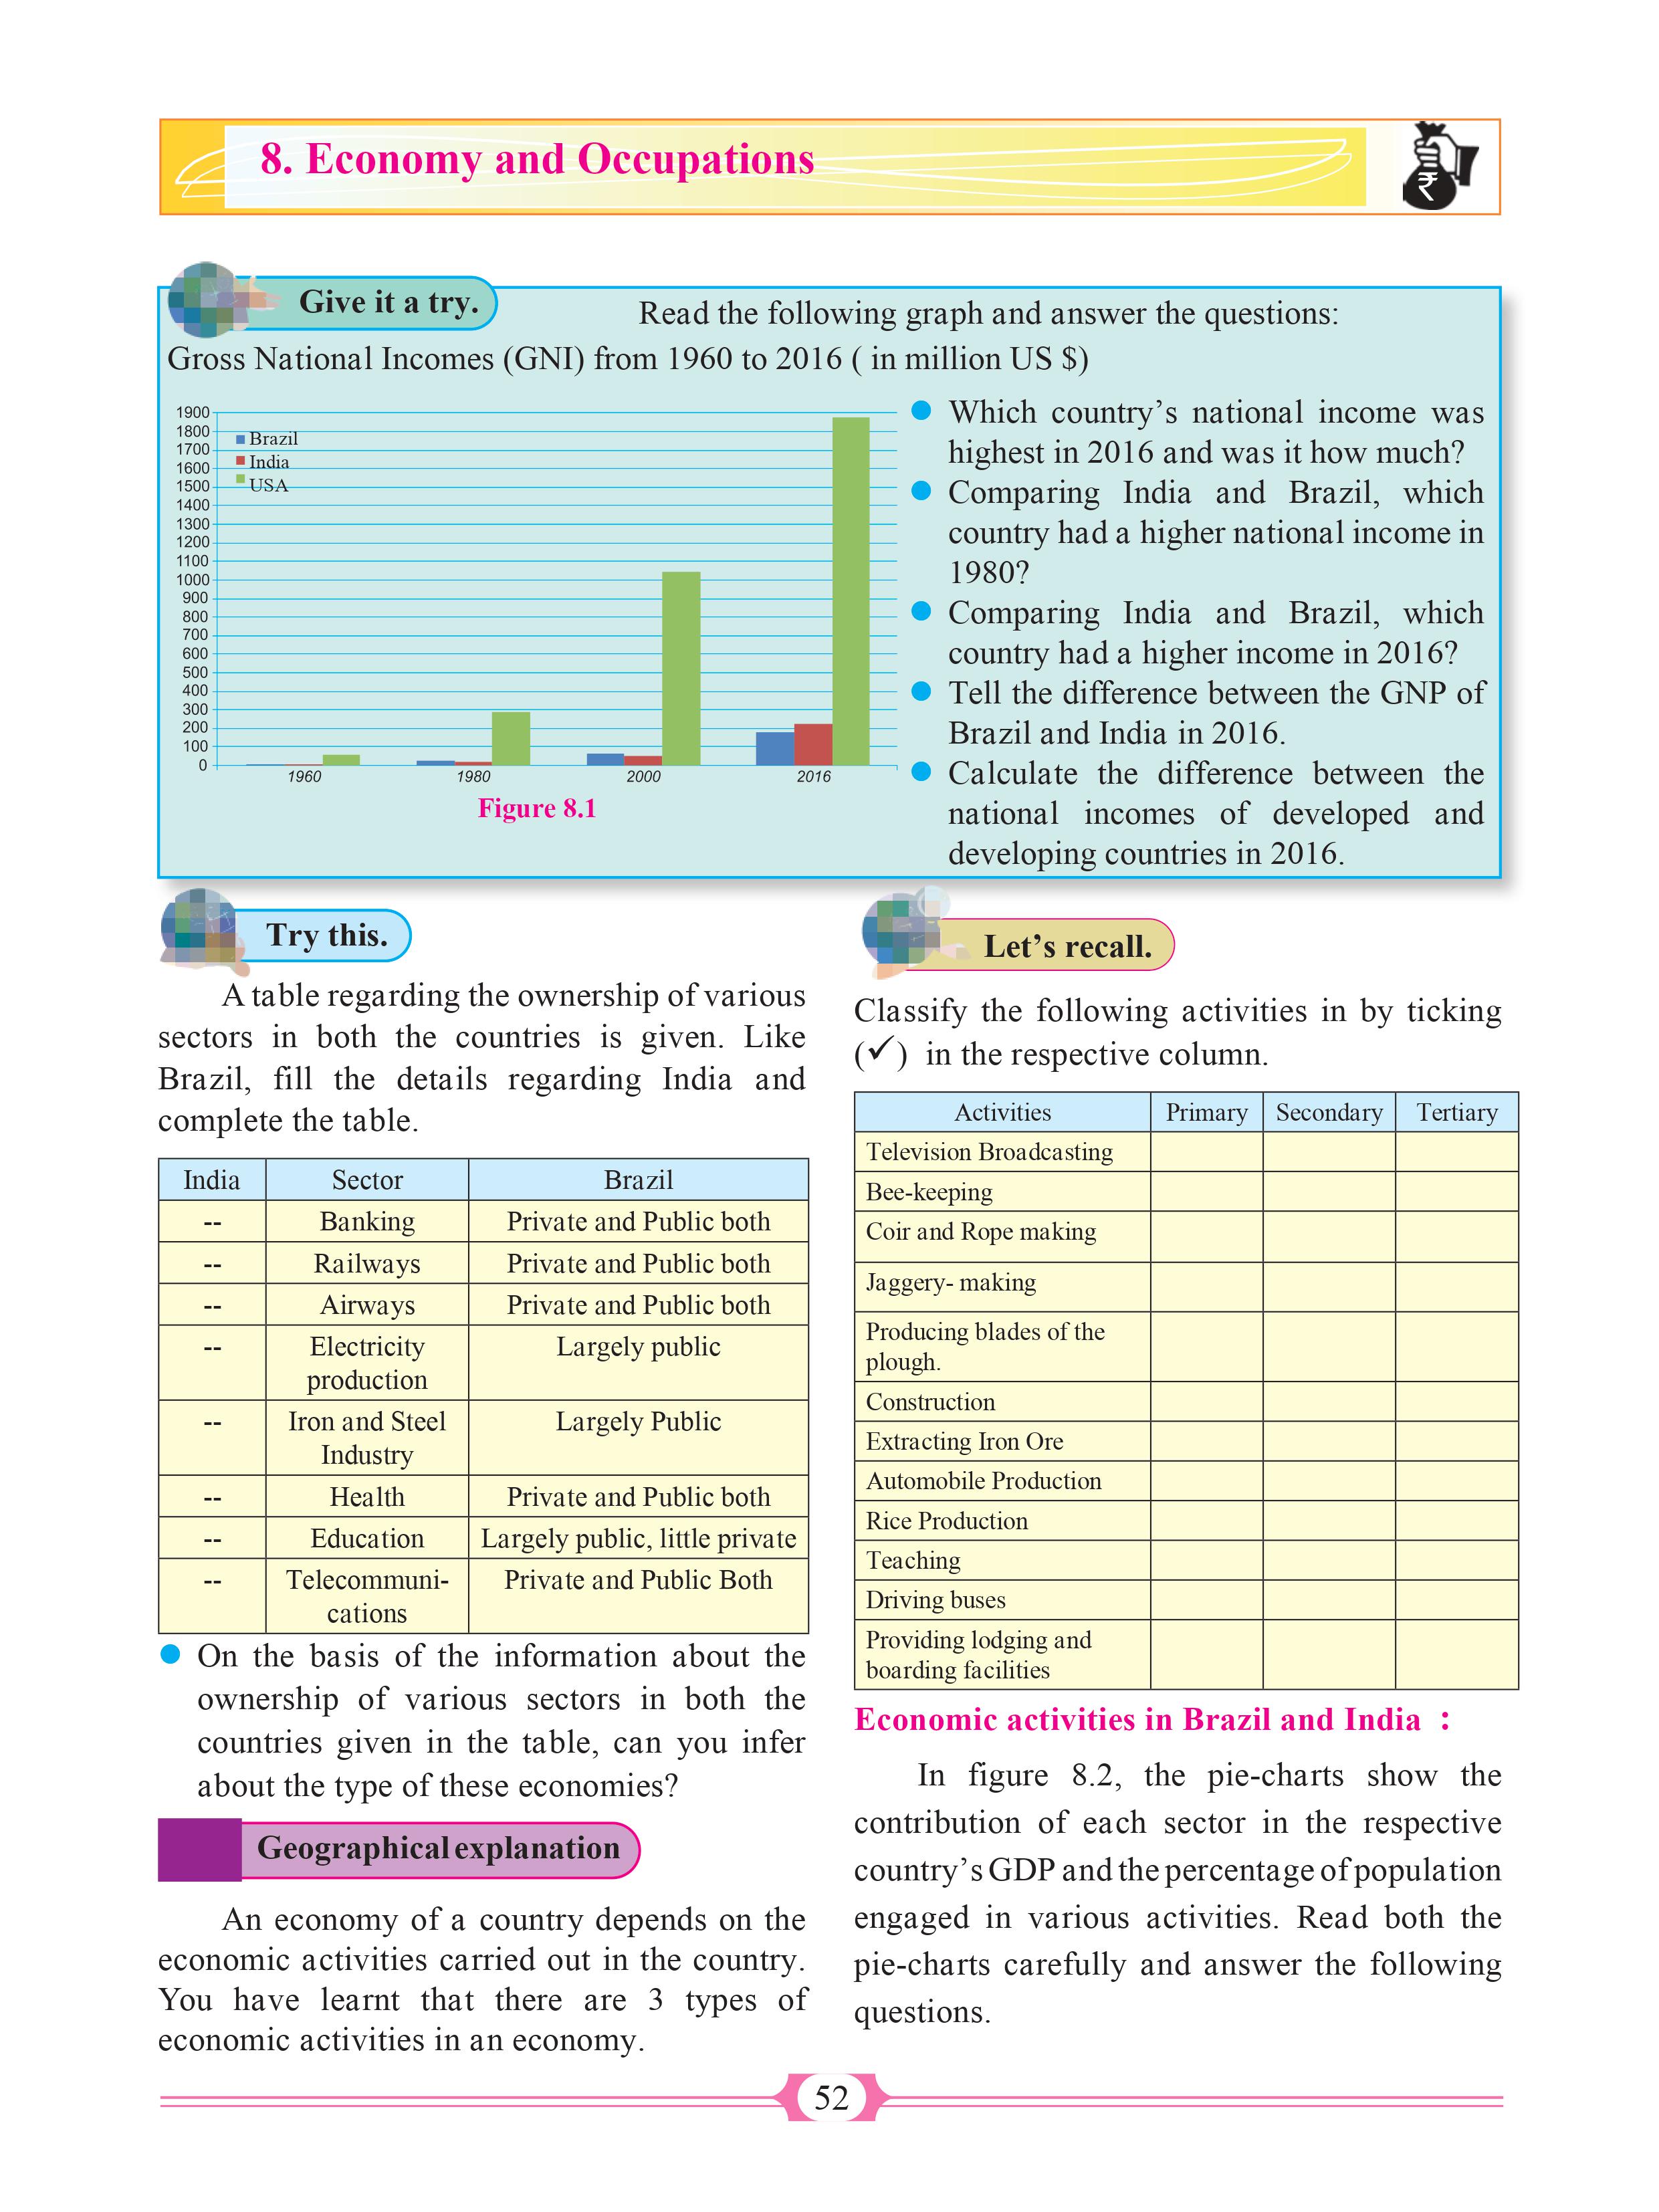 8. Economy and Occupations
₹
Give it a try.
Read the following graph and answer the questions:
Gross National Incomes (GNI) from 1960 to 2016 ( in million US $)
1900
1800
1700
1600
1500
1400
1300
1200
1100
1000
900
800
700
600
500
400
300
200
100
0
Brazil
India
USA
1960 1980 2000 2016
Figure 8.1
Which country’s national income was
highest in 2016 and was it how much?
Comparing India and Brazil, which
country had a higher national income in
1980?
Comparing India and Brazil, which
country had a higher income in 2016?
Tell the difference between the GNP of
Brazil and India in 2016.
Calculate the difference between the
national incomes of developed and
developing countries in 2016.
Try this.
A table regarding the ownership of various
sectors in both the countries is given. Like
Brazil, fill the details regarding India and
complete the table.
India Sector Brazil
-- Banking Private and Public both
-- Railways Private and Public both
-- Airways Private and Public both
-- Electricity Largely public
production
-- Iron and Steel Largely Public
Industry
-- Health Private and Public both
-- Education Largely public, little private
-- Telecommuni- Private and Public Both
cations
On the basis of the information about the
ownership of various sectors in both the
countries given in the table, can you infer
about the type of these economies?
Geographical explanation
An economy of a country depends on the
economic activities carried out in the country.
You have learnt that there are 3 types of
economic activities in an economy.
Let’s recall.
Classify the following activities in by ticking
(✓) in the respective column.
Activities Primary Secondary Tertiary
Television Broadcasting
Bee-keeping
Coir and Rope making
Jaggery- making
Producing blades of the
plough.
Construction
Extracting Iron Ore
Automobile Production
Rice Production
Teaching
Driving buses
Providing lodging and
boarding facilities
Economic activities in Brazil and India :
In figure 8.2, the pie-charts show the
contribution of each sector in the respective
country’s GDP and the percentage of population
engaged in various activities. Read both the
pie-charts carefully and answer the following
questions.
52